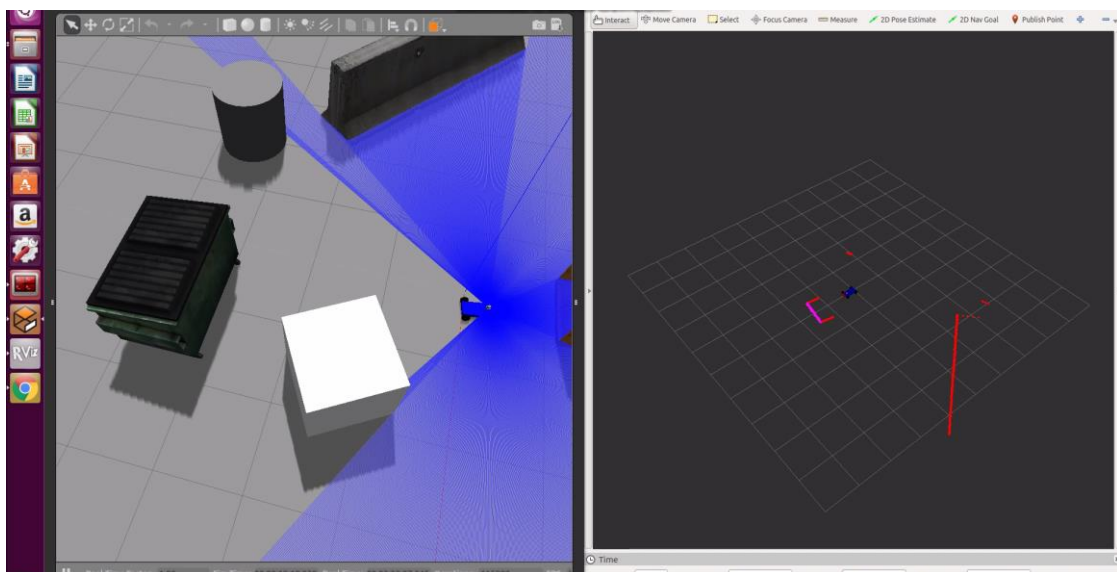 Interact Move Camera Select Focus Camera Measure 2D Pose Estimate 2D Nav Goal Publish Point
A
a
RViz
Time